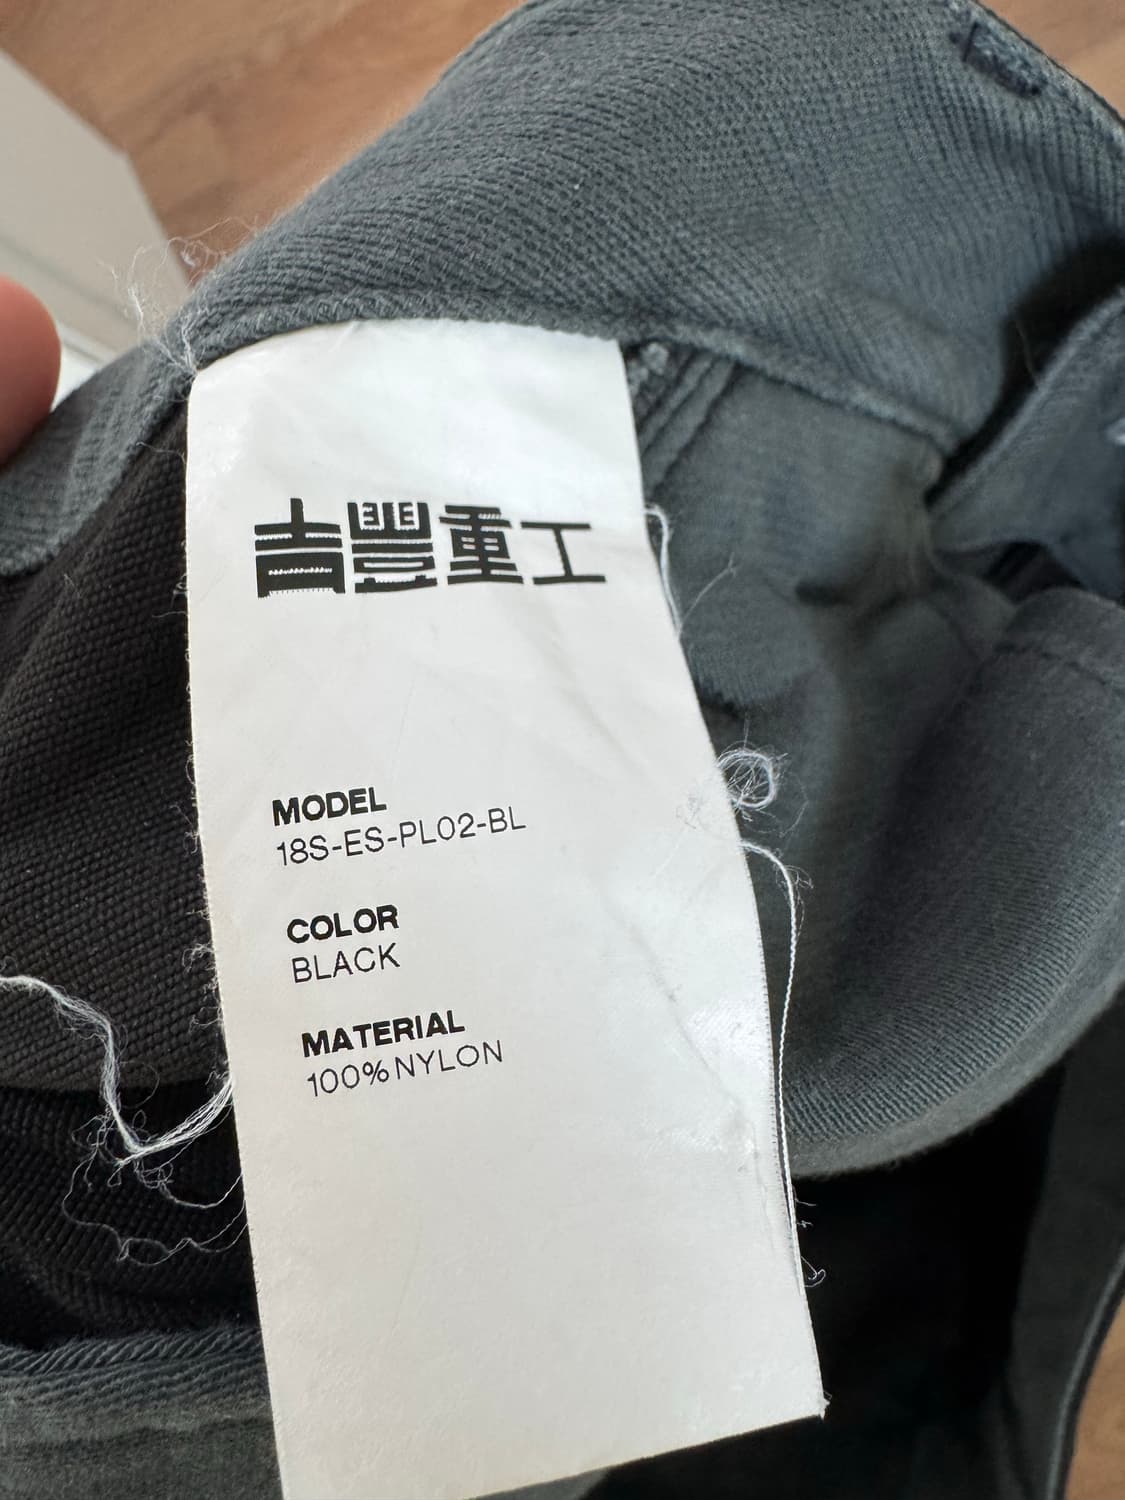 吉豐重工
MODEL
18S-ES-PL02-BL
COLOR
BLACK
MATERIAL
100%NYLON